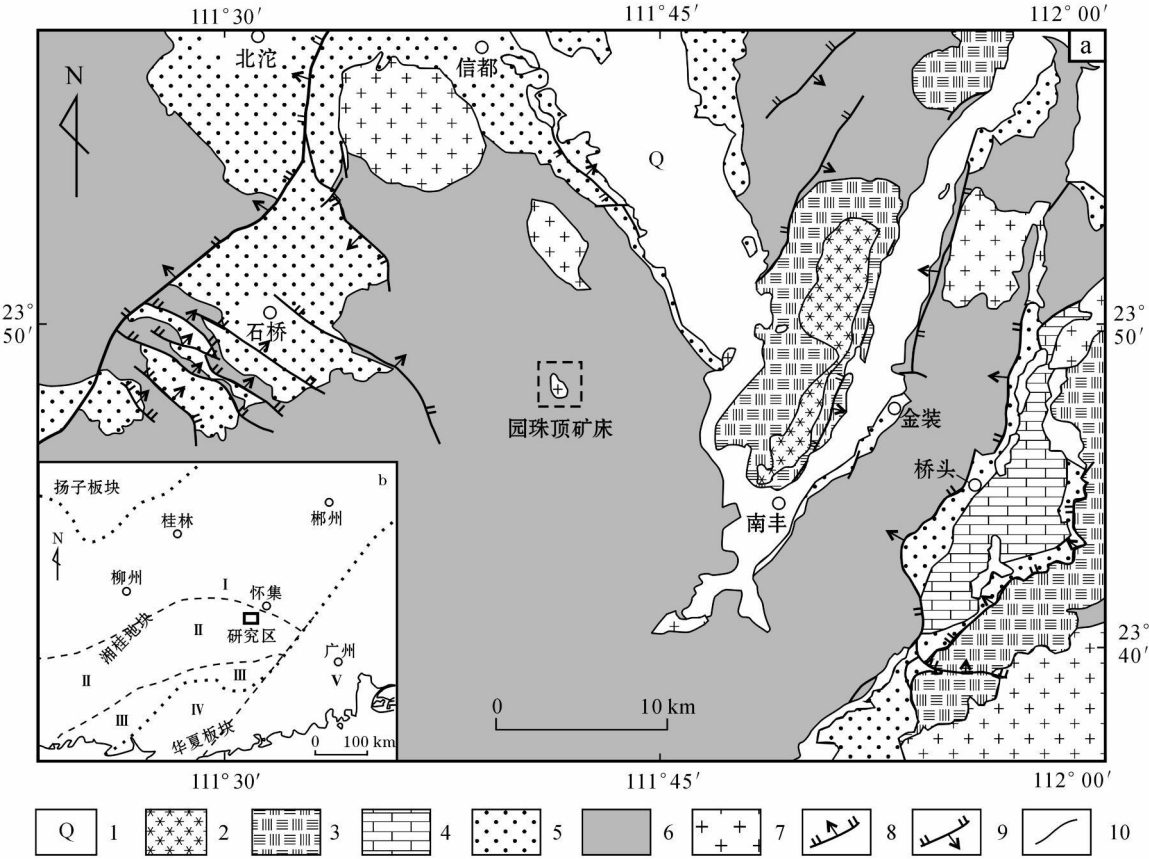 111° 30′
111° 45′
112° 00′
a
N
北沱
信都
Q
23°
50′
石桥
23°
50′
园珠顶矿床
金装
桥头
南丰
23°
40′
0 10 km
b
扬子板块
N
桂林
郴州
柳州
I
怀集
研究区
湘桂地块
II
II
广州
III
V
III
IV
华夏板块
0 100 km
111° 30′
111° 45′
112° 00′
Q 1 2 3 4 5 6 7 8 9 10